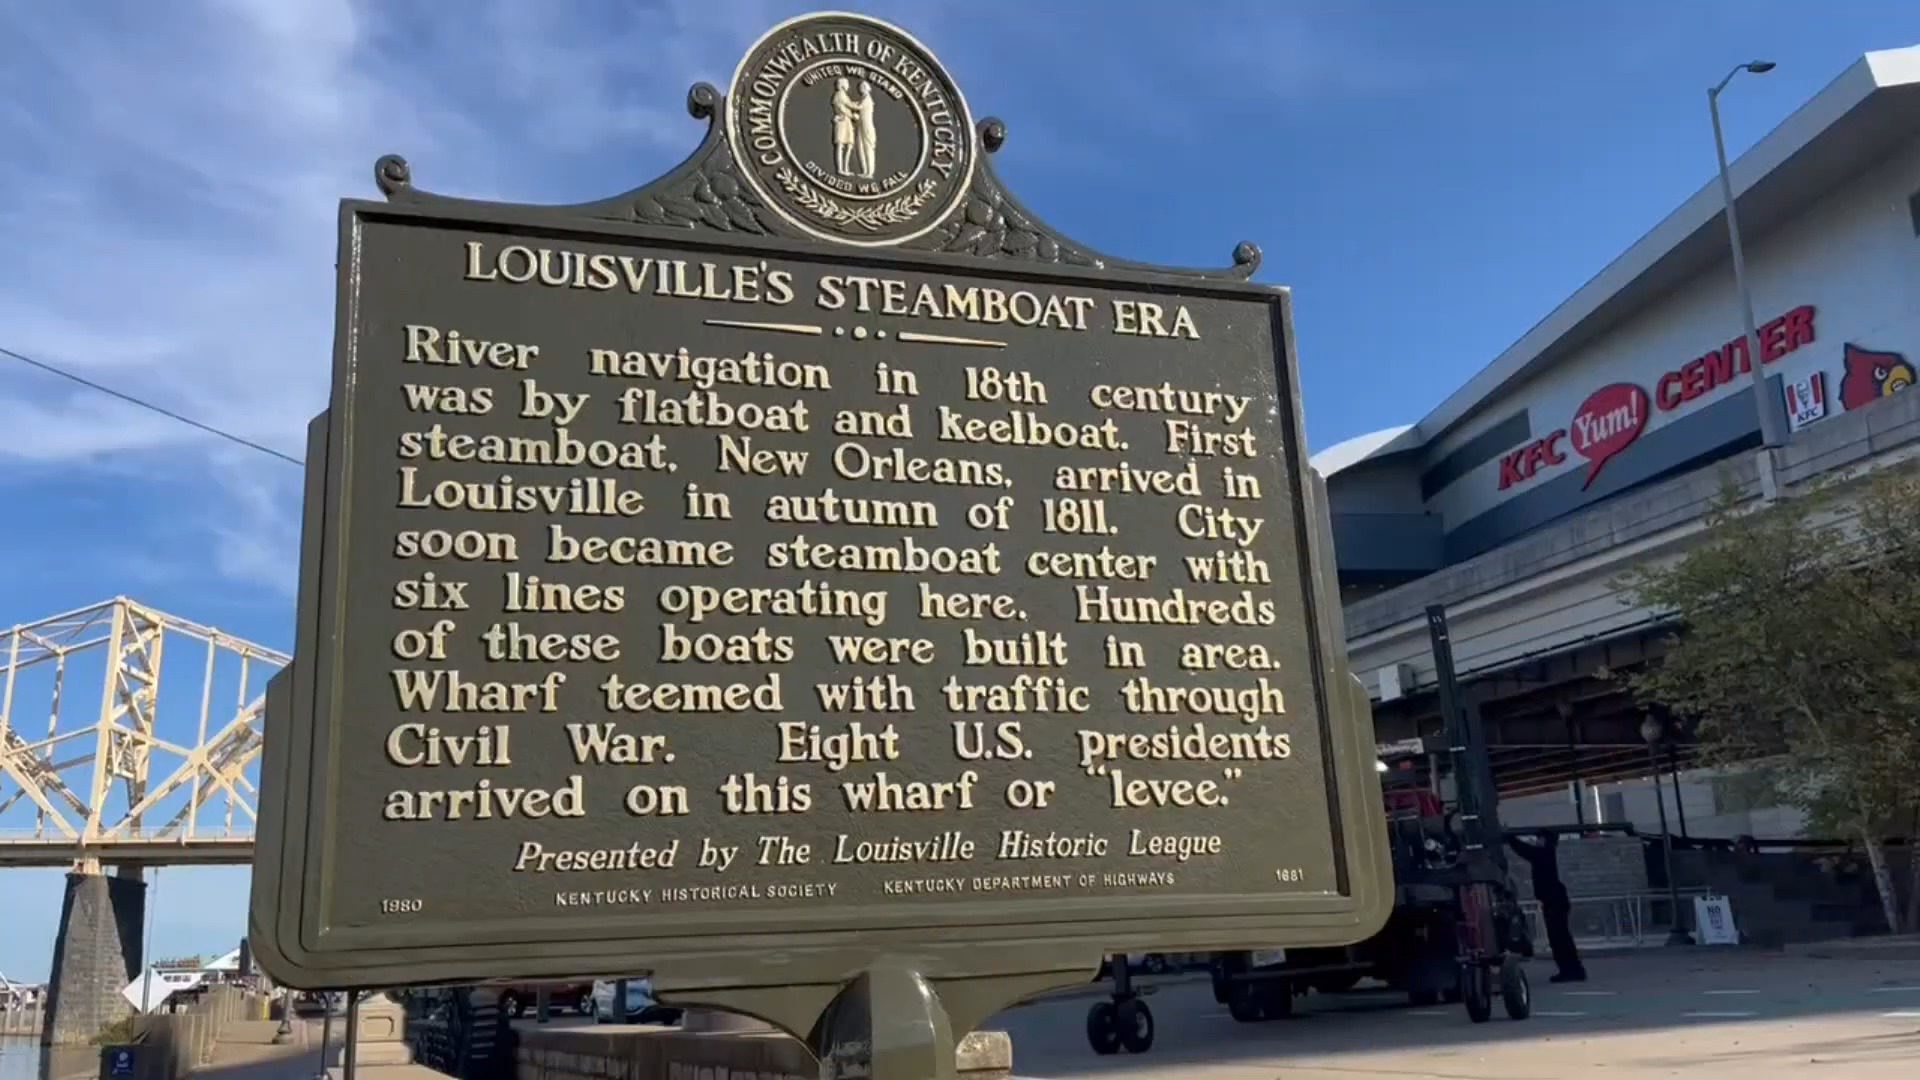 COMMONWEALTH OF KENTUCKY
UNITED WE STAND
DIVIDED WE FALL
LOUISVILLE'S STEAMBOAT ERA
River navigation in 18th century
was by flatboat and keelboat. First
steamboat, New Orleans, arrived in
Louisville in autumn of 1811. City
soon became steamboat center with
six lines operating here. Hundreds
of these boats were built in area.
Wharf teemed with traffic through
Civil War. Eight U.S. presidents
arrived on this wharf or "levee."
Presented by The Louisville Historic League
1980 KENTUCKY HISTORICAL SOCIETY KENTUCKY DEPARTMENT OF HIGHWAYS 1681
KFC Yum! CENTER
KFC
NO